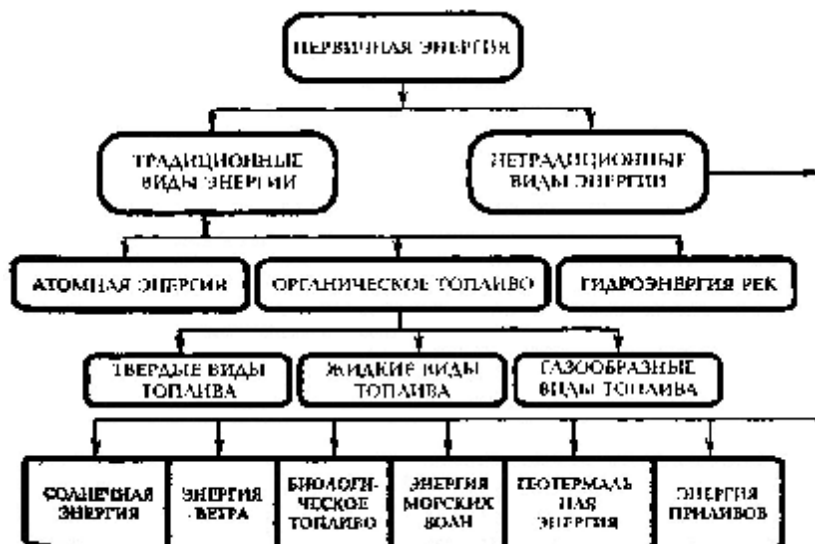 ПЕРВИЧНАЯ ЭНЕРГИЯ
ТРАДИЦИОННЫЕ
ВИДЫ ЭНЕРГИИ
НЕТРАДИЦИОННЫЕ
ВИДЫ ЭНЕРГИИ
АТОМНАЯ ЭНЕРГИЯ
ОРГАНИЧЕСКОЕ ТОПЛИВО
ГИДРОЭНЕРГИЯ РЕК
ТВЕРДЫЕ ВИДЫ
ТОПЛИВА
ЖИДКИЕ ВИДЫ
ТОПЛИВА
ГАЗООБРАЗНЫЕ
ВИДЫ ТОПЛИВА
СОЛНЕЧНАЯ
ЭНЕРГИЯ
ЭНЕРГИЯ
ВЕТРА
БИОЛОГИ-
ЧЕСКОЕ
ТОПЛИВО
ЭНЕРГИЯ
МОРСКИХ
ВОЛН
ГЕОТЕРМАЛЬ
НАЯ
ЭНЕРГИЯ
ЭНЕРГИЯ
ПРИЛИВОВ